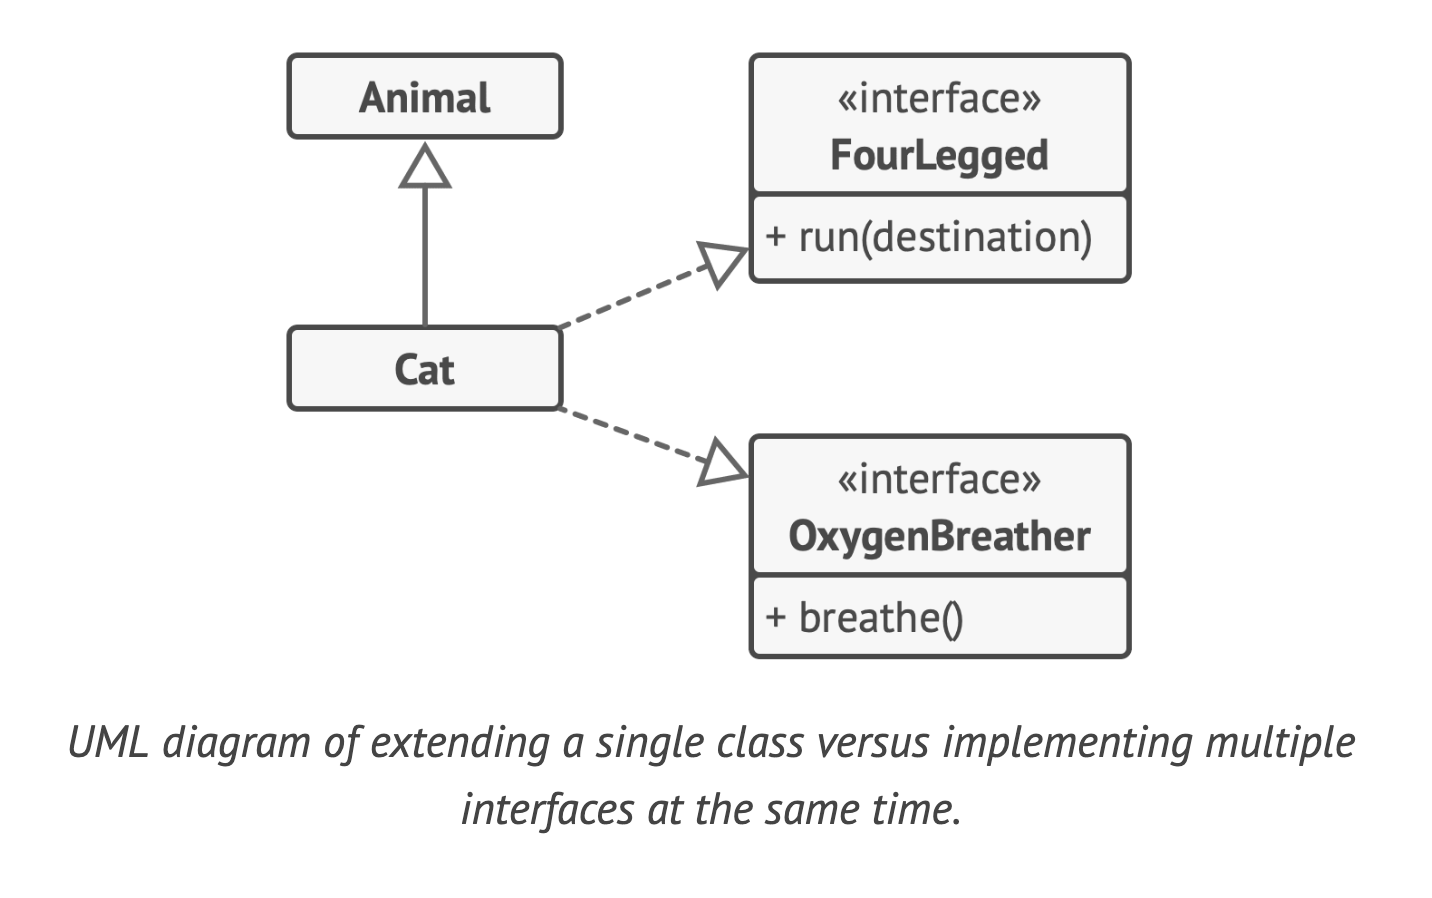 Animal
«interface»
FourLegged
+ run(destination)
Cat
«interface»
OxygenBreather
+ breathe()
UML diagram of extending a single class versus implementing multiple
interfaces at the same time.